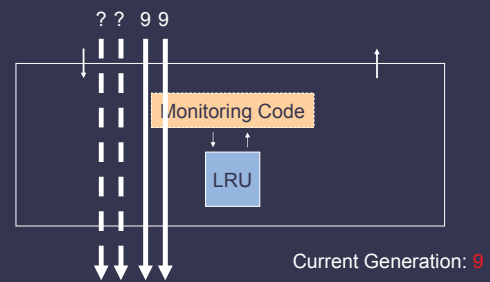 ? ? 9 9
Monitoring Code
LRU
Current Generation: 9